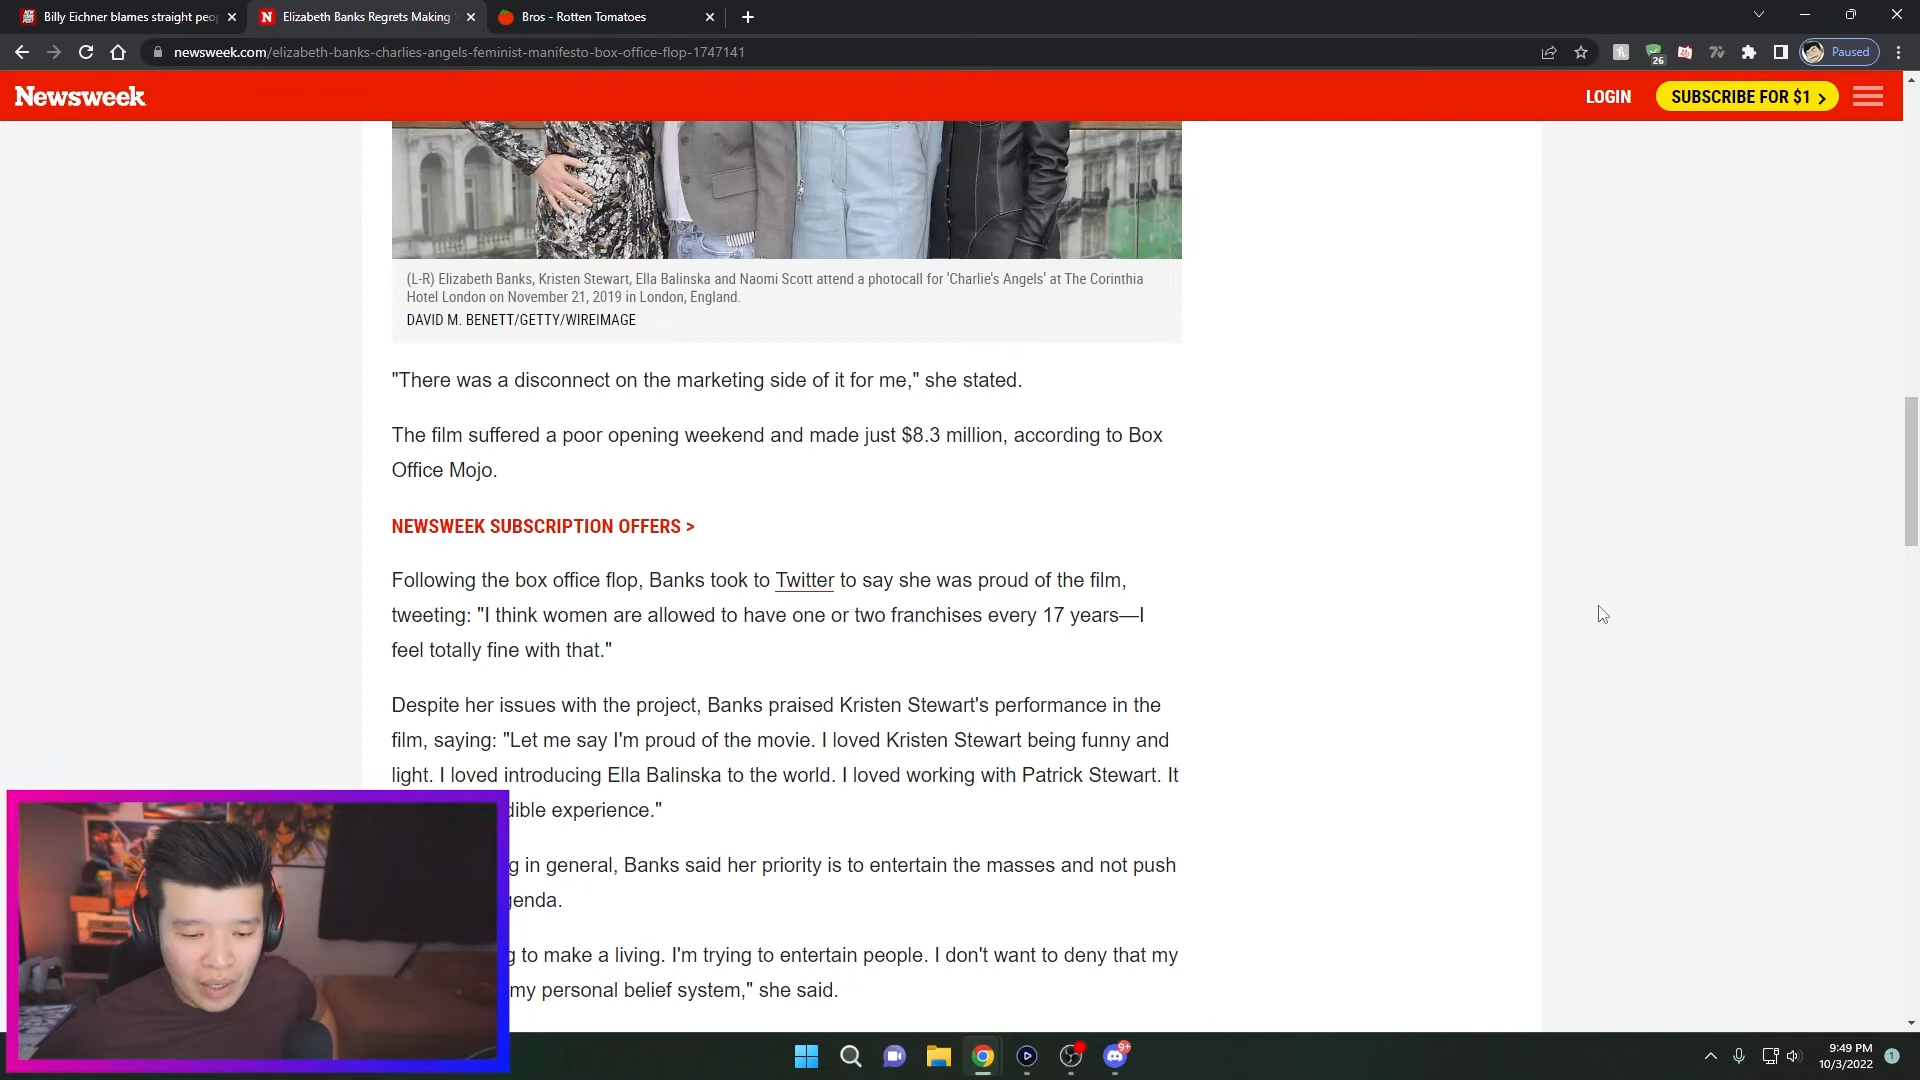 Billy Eichner blames straight peop
Elizabeth Banks Regrets Making
Bros - Rotten Tomatoes
newsweek.com/elizabeth-banks-charlies-angels-feminist-manifesto-box-office-flop-1747141
26
Paused
Newsweek
LOGIN
SUBSCRIBE FOR $1
(L-R) Elizabeth Banks, Kristen Stewart, Ella Balinska and Naomi Scott attend a photocall for 'Charlie's Angels' at The Corinthia
Hotel London on November 21, 2019 in London, England.
DAVID M. BENETT/GETTY/WIREIMAGE
"There was a disconnect on the marketing side of it for me," she stated.
The film suffered a poor opening weekend and made just $8.3 million, according to Box
Office Mojo.
NEWSWEEK SUBSCRIPTION OFFERS >
Following the box office flop, Banks took to Twitter to say she was proud of the film,
tweeting: "I think women are allowed to have one or two franchises every 17 years—I
feel totally fine with that."
Despite her issues with the project, Banks praised Kristen Stewart's performance in the
film, saying: "Let me say I'm proud of the movie. I loved Kristen Stewart being funny and
light. I loved introducing Ella Balinska to the world. I loved working with Patrick Stewart. It
dible experience."
g in general, Banks said her priority is to entertain the masses and not push
genda.
g to make a living. I'm trying to entertain people. I don't want to deny that my
my personal belief system," she said.
9+
9:49 PM
10/3/2022
1